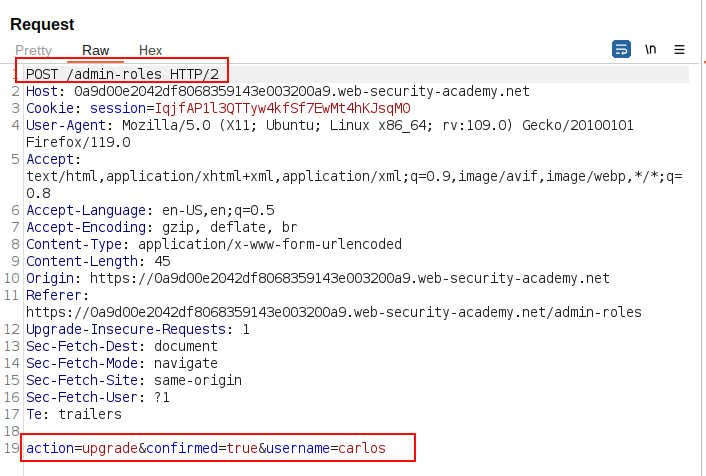 Request
Pretty Raw Hex \n
1 POST /admin-roles HTTP/2
2 Host: 0a9d00e2042df8068359143e003200a9.web-security-academy.net
3 Cookie: session=IqjfAP1l3QTTyw4kfSf7EwMt4hKJsqMO
4 User-Agent: Mozilla/5.0 (X11; Ubuntu; Linux x86_64; rv:109.0) Gecko/20100101
Firefox/119.0
5 Accept:
text/html,application/xhtml+xml,application/xml;q=0.9,image/avif,image/webp,*/*;q=
0.8
6 Accept-Language: en-US,en;q=0.5
7 Accept-Encoding: gzip, deflate, br
8 Content-Type: application/x-www-form-urlencoded
9 Content-Length: 45
10 Origin: https://0a9d00e2042df8068359143e003200a9.web-security-academy.net
11 Referer:
https://0a9d00e2042df8068359143e003200a9.web-security-academy.net/admin-roles
12 Upgrade-Insecure-Requests: 1
13 Sec-Fetch-Dest: document
14 Sec-Fetch-Mode: navigate
15 Sec-Fetch-Site: same-origin
16 Sec-Fetch-User: ?1
17 Te: trailers
18
19 action=upgrade&confirmed=true&username=carlos